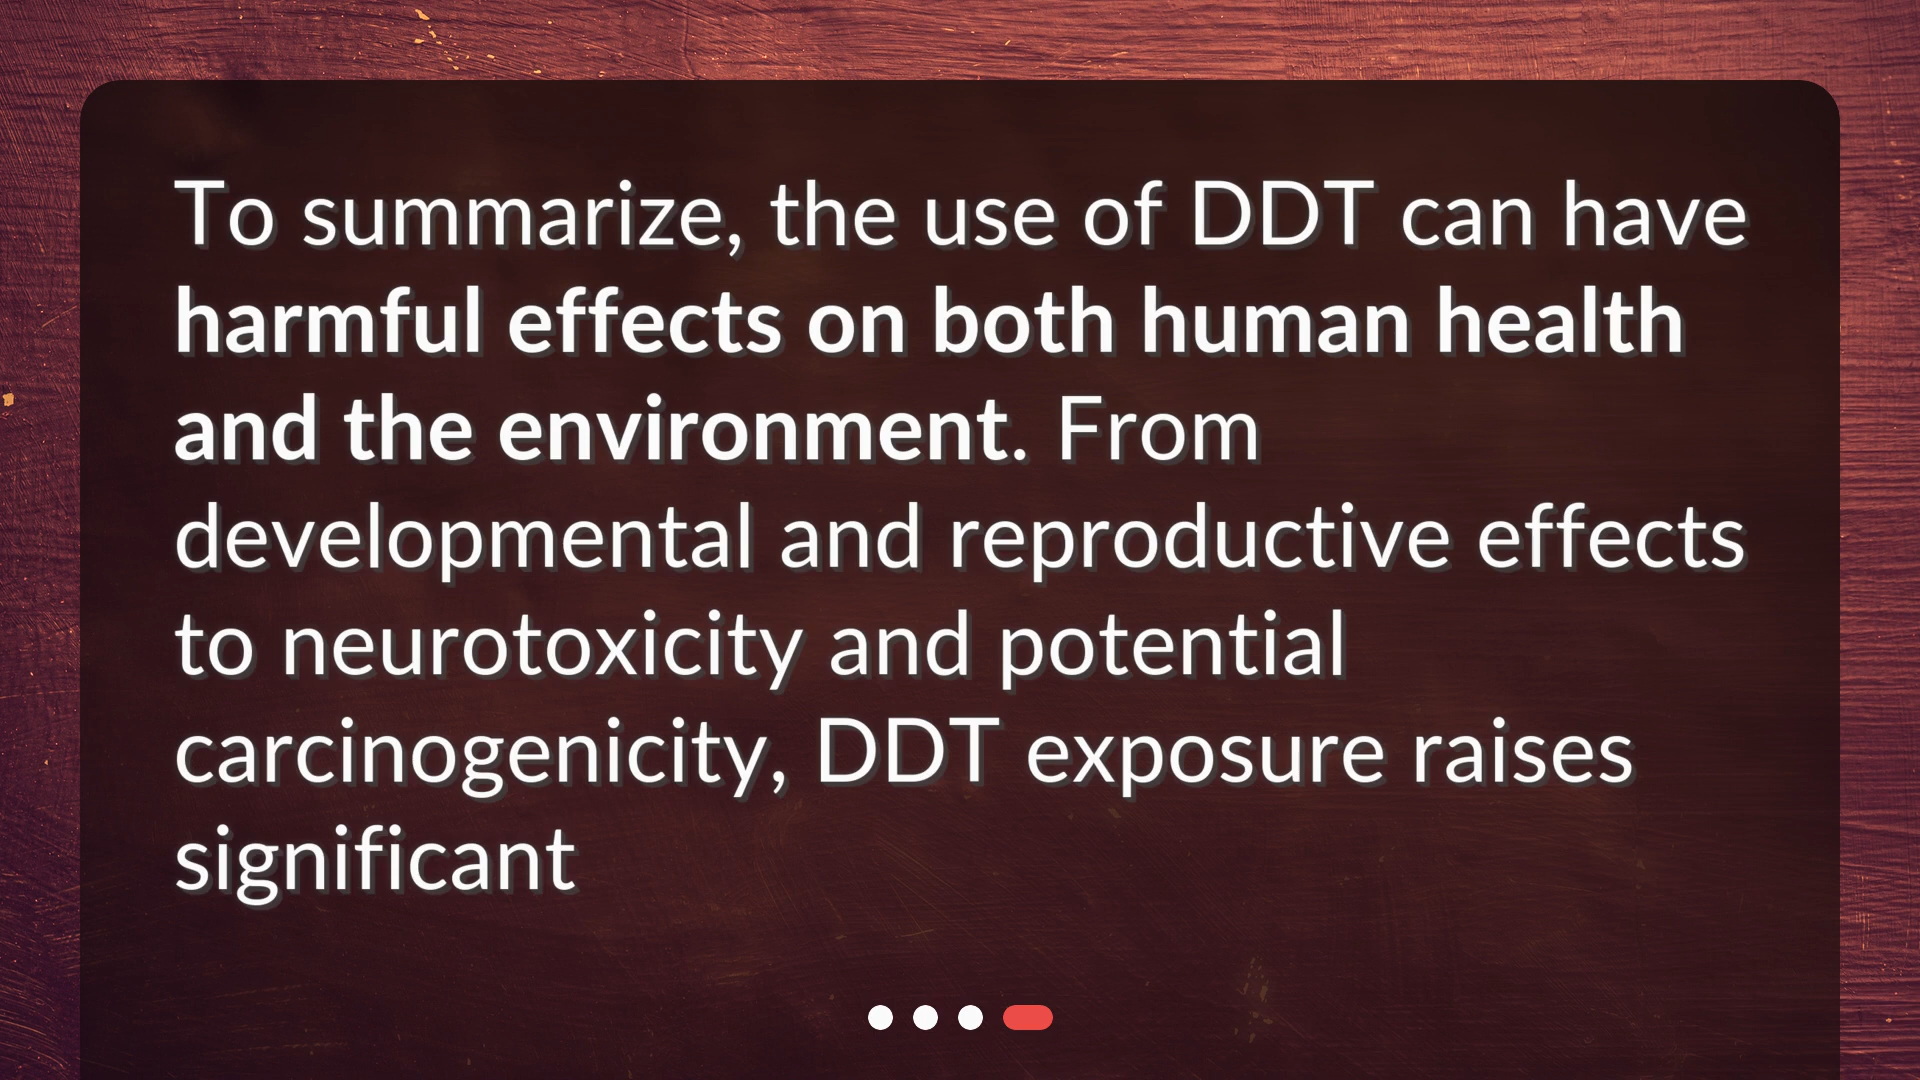 To summarize, the use of DDT can have
harmful effects on both human health
and the environment. From
developmental and reproductive effects
to neurotoxicity and potential
carcinogenicity, DDT exposure raises
significant